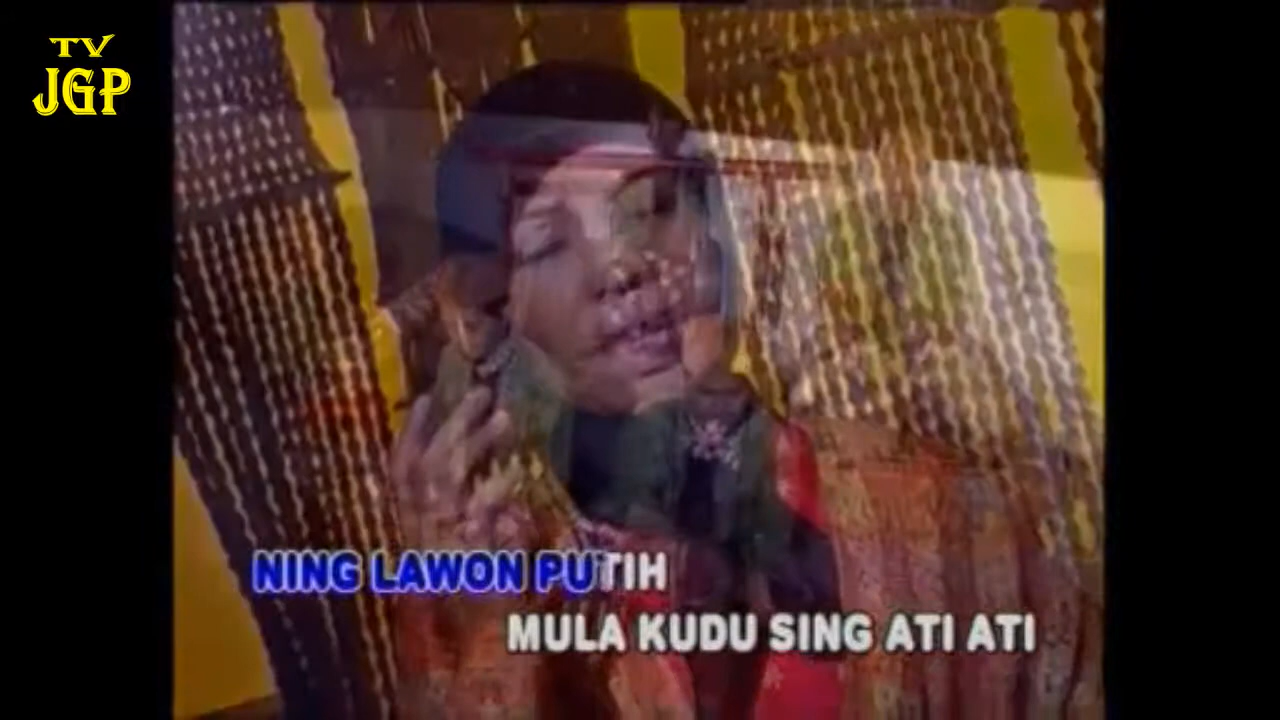 TV
JGP
NING LAWON PUTIH
MULA KUDU SING ATI ATI